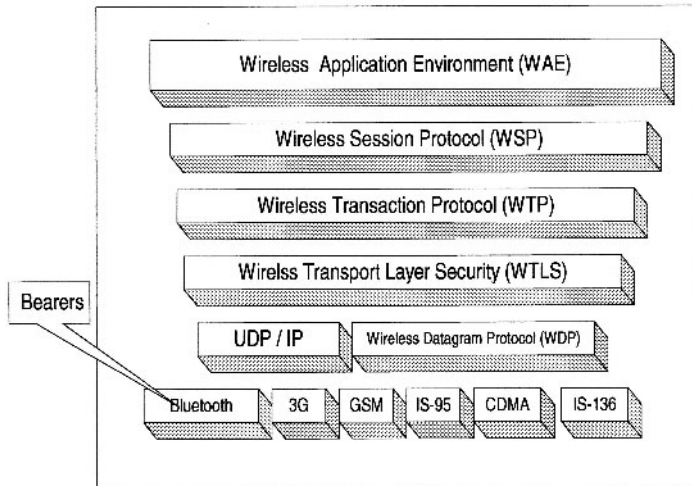 Wireless Application Environment (WAE)
Wireless Session Protocol (WSP)
Wireless Transaction Protocol (WTP)
Wirelss Transport Layer Security (WTLS)
Bearers
UDP / IP
Wireless Datagram Protocol (WDP)
Bluetooth
3G
GSM
IS-95
CDMA
IS-136